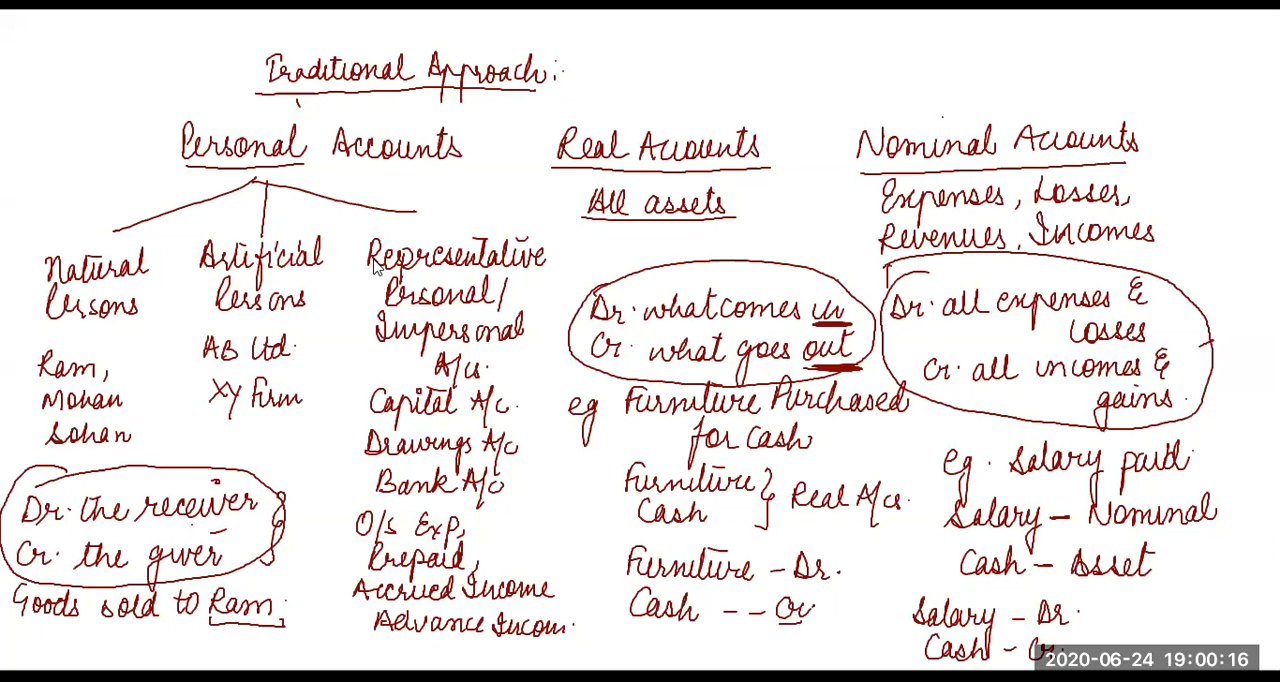 Traditional Approach:
Personal Accounts
Natural
Persons
Ram,
Mohan
Sohan
Dr. the receiver
Cr. the giver
Goods sold to Ram.
Artificial
Persons
AB Ltd.
XY Firm
Representative
Personal/
Impersonal
A/cs.
Capital A/c.
Drawings A/c
Bank A/c
O/s Exp,
Prepaid,
Accrued Income
Advance Incom.
Real Accounts
All assets
Dr. what comes in
Cr. what goes out
eg Furniture Purchased
for Cash
Furniture } Real A/cs.
Cash
Furniture - Dr.
Cash - - Cr
Nominal Accounts
Expenses, Losses,
Revenues, Incomes
Dr. all expenses &
losses
Cr. all incomes &
gains.
eg. Salary paid.
Salary - Nominal
Cash - Asset
Salary - Dr.
Cash - Cr.
2020-06-24 19:00:16